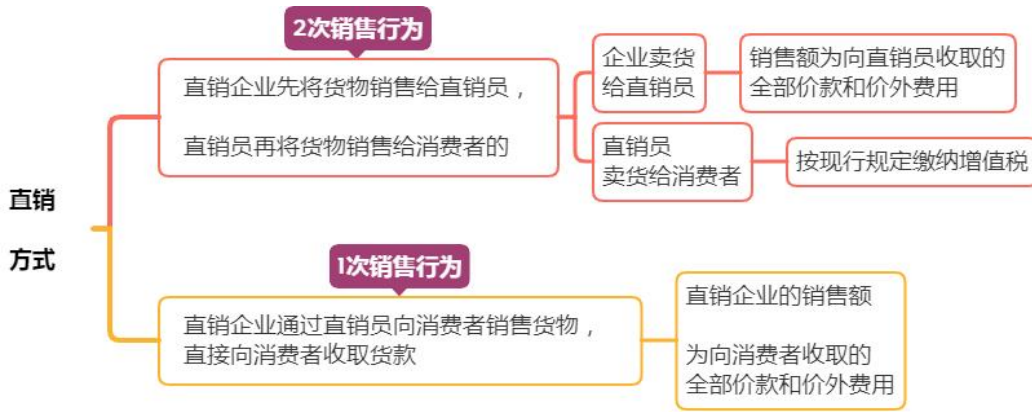 直销
方式
2次销售行为
直销企业先将货物销售给直销员，
直销员再将货物销售给消费者的
企业卖货
给直销员
销售额为向直销员收取的
全部价款和价外费用
直销员
卖货给消费者
按现行规定缴纳增值税
1次销售行为
直销企业通过直销员向消费者销售货物，
直接向消费者收取货款
直销企业的销售额
为向消费者收取的
全部价款和价外费用